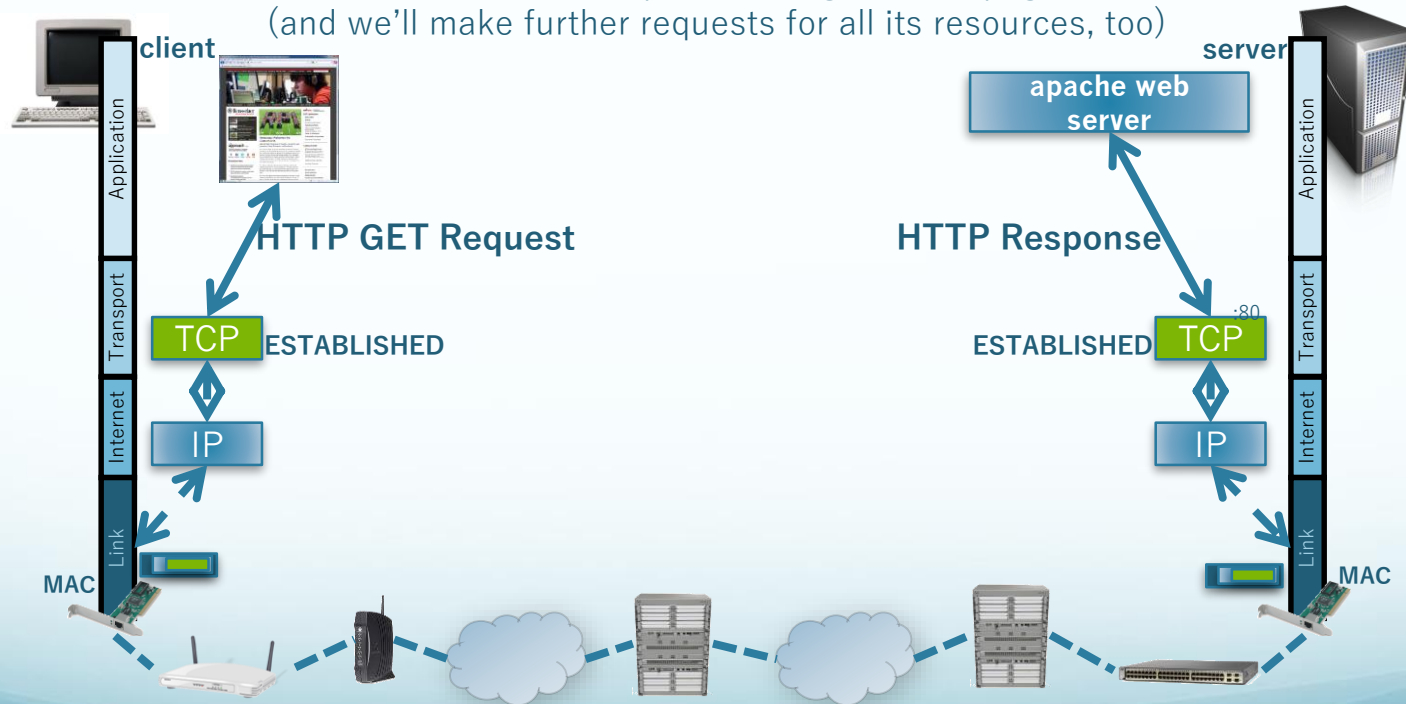 (and we’ll make further requests for all its resources, too)
client
server
apache web
server
Application
Application
HTTP GET Request
HTTP Response
Transport
Transport
:80
TCP
ESTABLISHED
ESTABLISHED
TCP
Internet
Internet
IP
IP
Link
Link
MAC
MAC